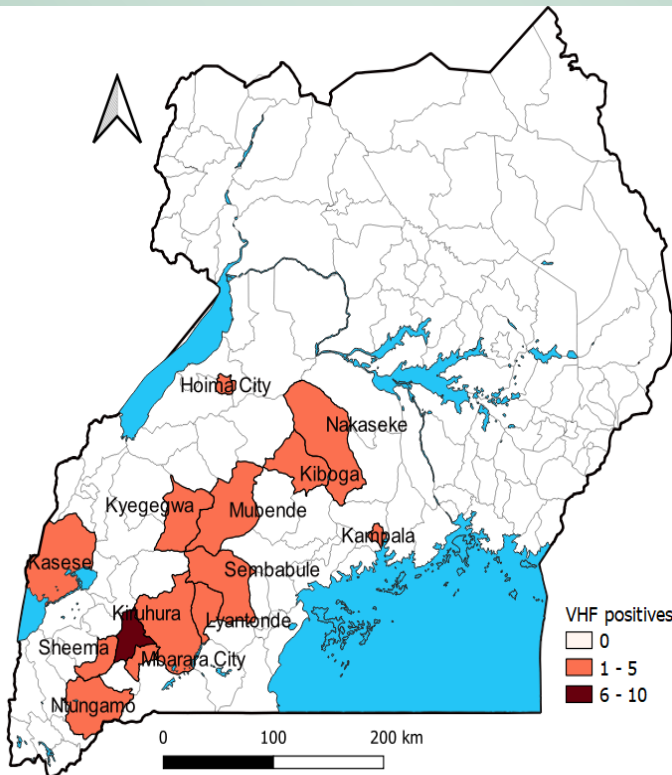 Hoima City
Nakaseke
Kiboga
Kyegegwa
Mubende
Kampala
Kasese
Sembabule
Kiruhura
Lyantonde
Sheema
Mbarara City
Ntungamo
VHF positives
0
1 - 5
6 - 10
0 100 200 km